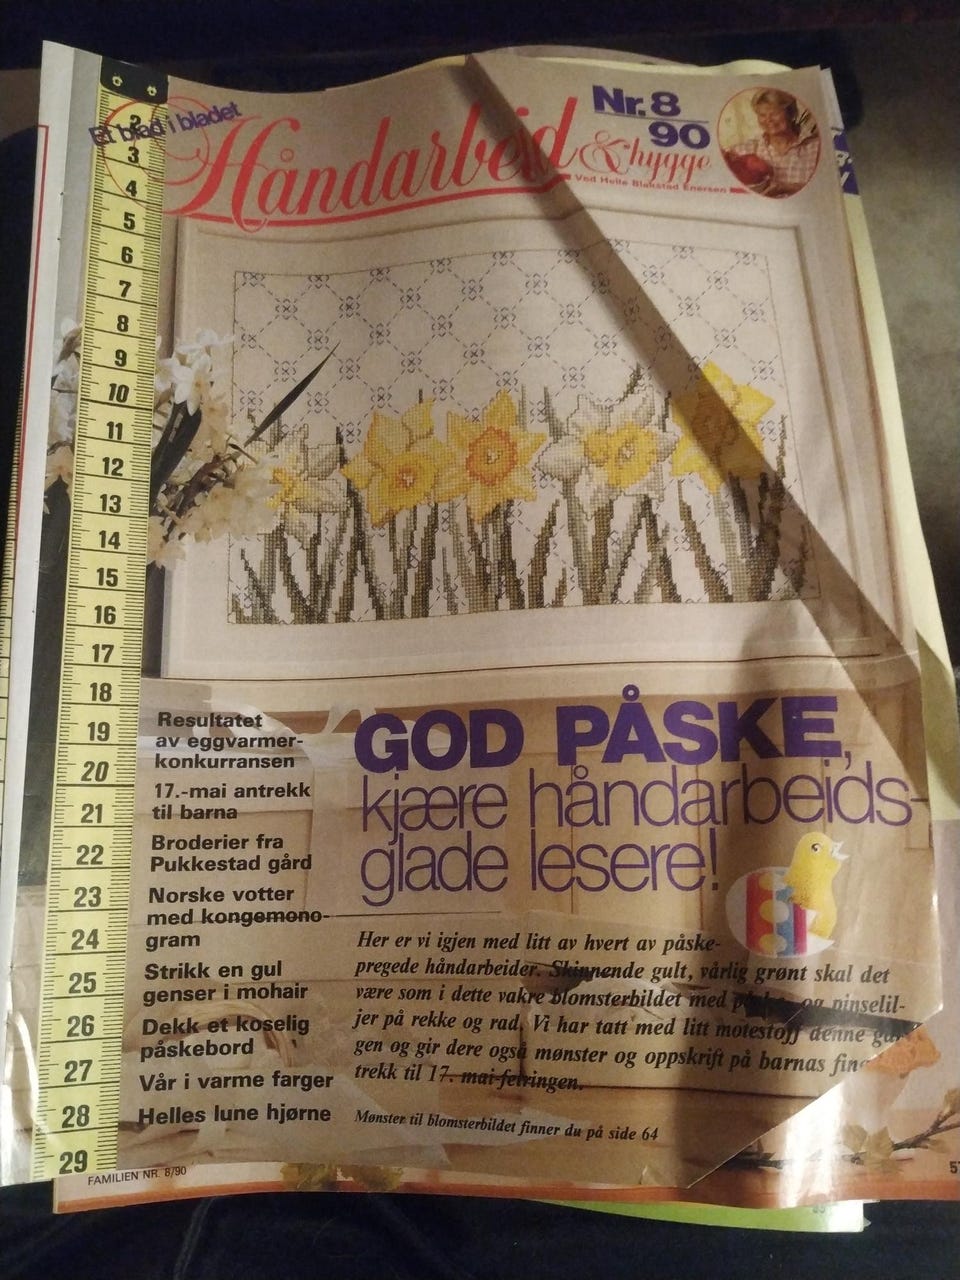 Et blad i bladet
Håndarbeid
& hygge
Nr. 8
90
Ved Helle Blakstad Enersen
2
3
4
5
6
7
8
9
10
11
12
13
14
15
16
17
18
19
20
21
22
23
24
25
26
27
28
29
Resultatet
av eggvarmer-
konkurransen
17.-mai antrekk
til barna
Broderier fra
Pukkestad gård
Norske votter
med kongemono-
gram
Strikk en gul
genser i mohair
Dekk et koselig
påskebord
Vår i varme farger
Helles lune hjørne
GOD PÅSKE,
kjære håndarbeids-
glade lesere!
Her er vi igjen med litt av hvert av påske-
pregede håndarbeider. Skinnende gult, vårlig grønt skal det
være som i dette vakre blomsterbildet med og pinselil-
jer på rekke og rad. Vi har tatt med litt motestoff denne
gen og gir dere også mønster og oppskrift på barnas
trekk til 17. mai-feiringen.
Mønster til blomsterbildet finner du på side 64
FAMILIEN NR. 8/90
57